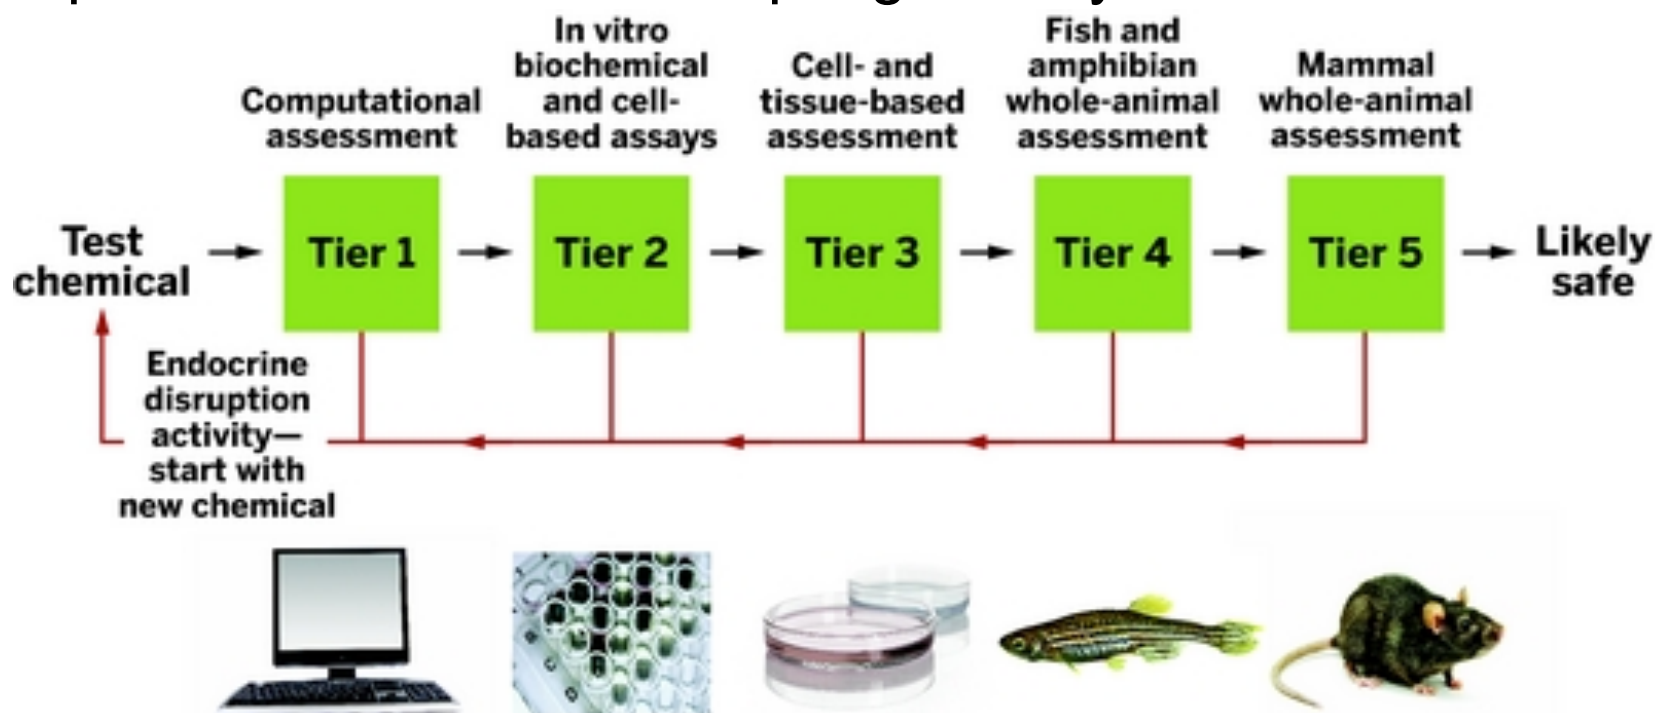 Computational
assessment
In vitro
biochemical
and cell-
based assays
Cell- and
tissue-based
assessment
Fish and
amphibian
whole-animal
assessment
Mammal
whole-animal
assessment
Test
chemical
Tier 1
Tier 2
Tier 3
Tier 4
Tier 5
Likely
safe
Endocrine
disruption
activity—
start with
new chemical